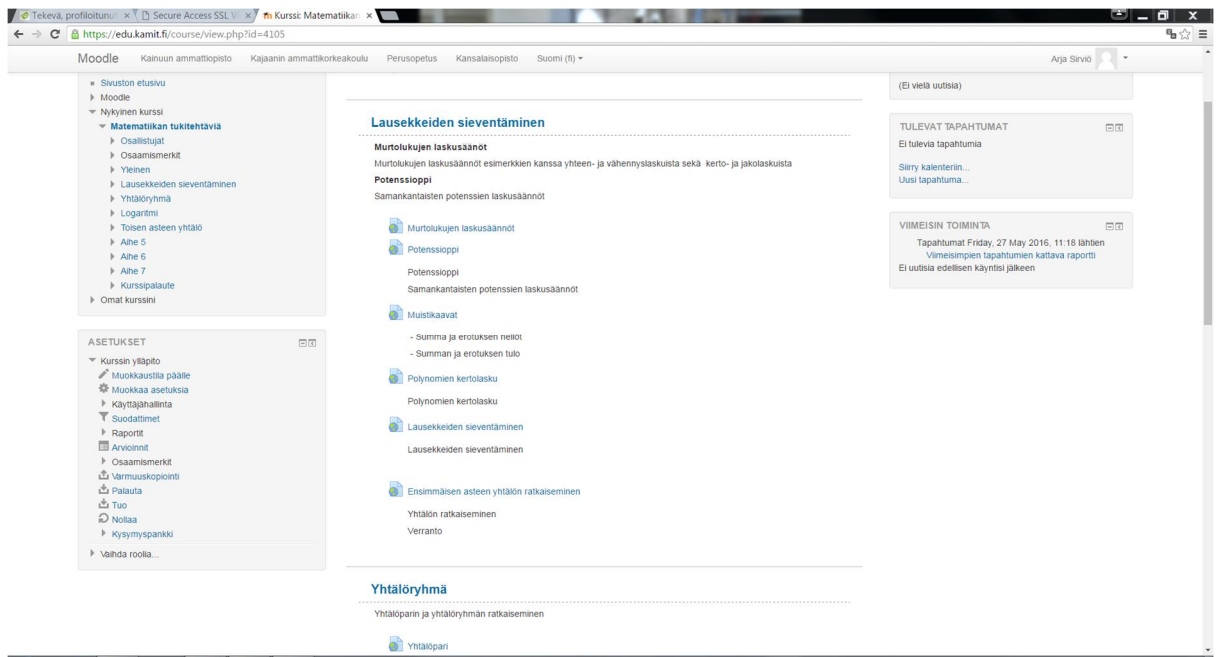 Tekevä, profiloitunut
Secure Access SSL V
Kurssi: Matematiikan
https://edu.kamit.fi/course/view.php?id=4105
Moodle Kainuun ammattiopisto Kajaanin ammattikorkeakoulu Perusopetus Kansalaisopisto Suomi (fi) Arja Sirviö
Sivuston etusivu
Moodle
Nykyinen kurssi
Matematiikan tukitehtäviä
Osallistujat
Osaamismerkit
Yleinen
Lausekkeiden sieventäminen
Yhtälöryhmä
Logaritmi
Toisen asteen yhtälö
Aihe 5
Aihe 6
Aihe 7
Kurssipalaute
Omat kurssini
ASETUKSET
Kurssin ylläpito
Muokkaustila päälle
Muokkaa asetuksia
Käyttäjähallinta
Suodattimet
Raportit
Arvioinnit
Osaamismerkit
Varmuuskopiointi
Palauta
Tuo
Nollaa
Kysymyspankki
Vaihda roolia...
Lausekkeiden sieventäminen
Murtolukujen laskusäänöt
Murtolukujen laskusäännöt esimerkkien kanssa yhteen- ja vähennyslaskuista sekä kerto- ja jakolaskuista
Potenssioppi
Samankantaisten potenssien laskusäännöt
Murtolukujen laskusäännöt
Potenssioppi
Potenssioppi
Samankantaisten potenssien laskusäännöt
Muistikaavat
- Summa ja erotuksen neliöt
- Summan ja erotuksen tulo
Polynomien kertolasku
Polynomien kertolasku
Lausekkeiden sieventäminen
Lausekkeiden sieventäminen
Ensimmäisen asteen yhtälön ratkaiseminen
Yhtälön ratkaiseminen
Verranto
Yhtälöryhmä
Yhtälöparin ja yhtälöryhmän ratkaiseminen
Yhtälöpari
(Ei vielä uutisia)
TULEVAT TAPAHTUMAT
Ei tulevia tapahtumia
Siirry kalenteriin...
Uusi tapahtuma...
VIIMEISIN TOIMINTA
Tapahtumat Friday, 27 May 2016, 11:18 lähtien
Viimeisimpien tapahtumien kattava raportti
Ei uutisia edellisen käyntisi jälkeen